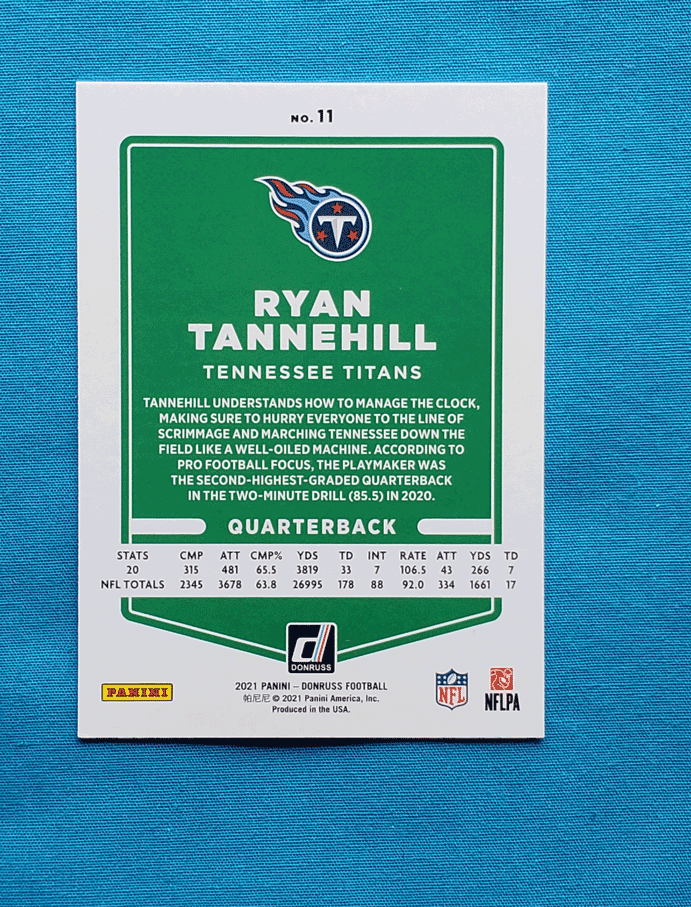 NO. 11
T
RYAN
TANNEHILL
TENNESSEE TITANS
TANNEHILL UNDERSTANDS HOW TO MANAGE THE CLOCK,
MAKING SURE TO HURRY EVERYONE TO THE LINE OF
SCRIMMAGE AND MARCHING TENNESSEE DOWN THE
FIELD LIKE A WELL-OILED MACHINE. ACCORDING TO
PRO FOOTBALL FOCUS, THE PLAYMAKER WAS
THE SECOND-HIGHEST-GRADED QUARTERBACK
IN THE TWO-MINUTE DRILL (85.5) IN 2020.
QUARTERBACK
STATS CMP ATT CMP% YDS TD INT RATE ATT YDS TD
20 315 481 65.5 3819 33 7 106.5 43 266 7
NFL TOTALS 2345 3678 63.8 26995 178 88 92.0 334 1661 17
d
DONRUSS
PANINI
2021 PANINI – DONRUSS FOOTBALL
帕尼尼 © 2021 Panini America, Inc.
Produced in the USA.
NFL
NFLPA